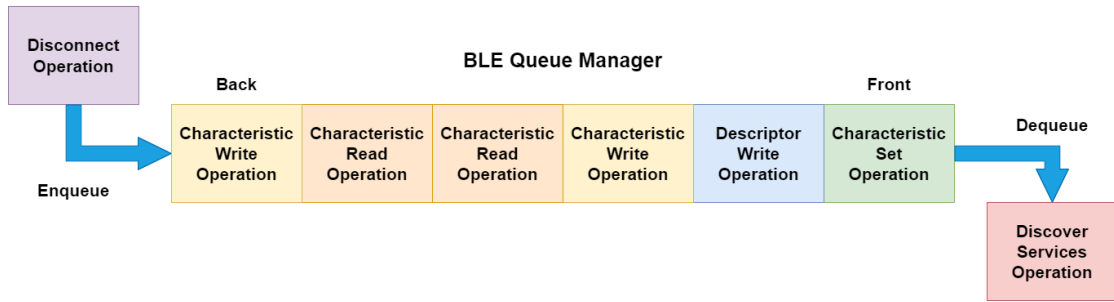 Disconnect
Operation
BLE Queue Manager
Back
Front
Enqueue
Characteristic
Write
Operation
Characteristic
Read
Operation
Characteristic
Read
Operation
Characteristic
Write
Operation
Descriptor
Write
Operation
Characteristic
Set
Operation
Dequeue
Discover
Services
Operation